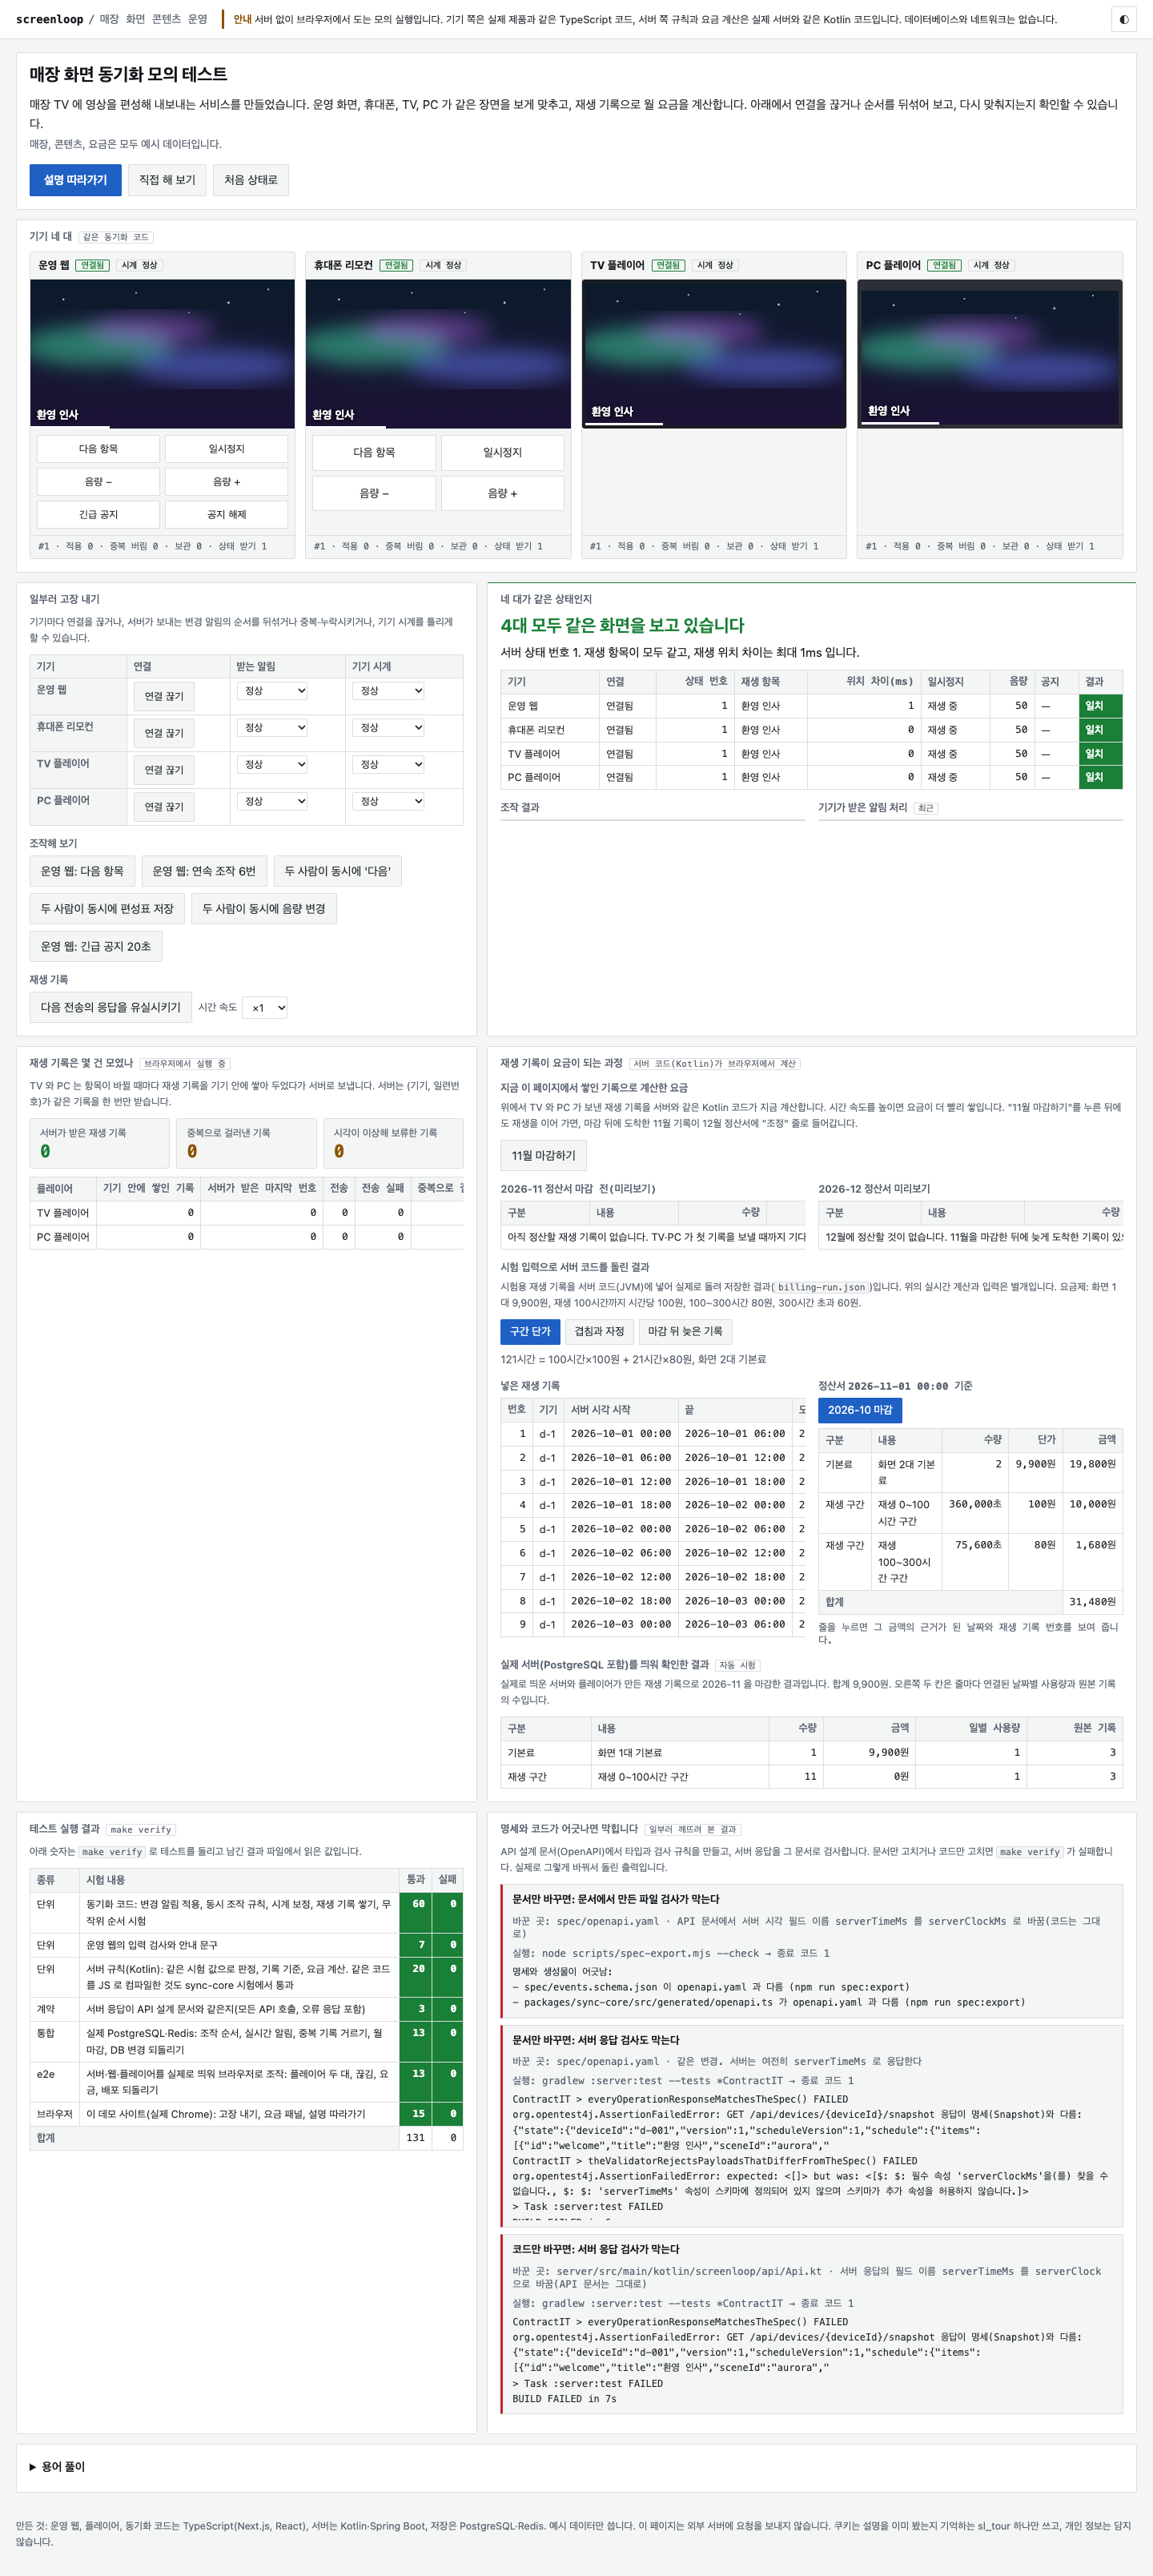 screenloop / 매장 화면 콘텐츠 운영
안내 서버 없이 브라우저에서 도는 모의 실행입니다. 기기 쪽은 실제 제품과 같은 TypeScript 코드, 서버 쪽 규칙과 요금 계산은 실제 서버와 같은 Kotlin 코드입니다. 데이터베이스와 네트워크는 없습니다.
매장 화면 동기화 모의 테스트
매장 TV 에 영상을 편성해 내보내는 서비스를 만들었습니다. 운영 화면, 휴대폰, TV, PC 가 같은 장면을 보게 맞추고, 재생 기록으로 월 요금을 계산합니다. 아래에서 연결을 끊거나 순서를 뒤섞어 보고, 다시 맞춰지는지 확인할 수 있습니
다.
매장, 콘텐츠, 요금은 모두 예시 데이터입니다.
설명 따라가기 직접 해 보기 처음 상태로
기기 네 대 같은 동기화 코드
운영 웹 연결됨 시계 정상
환영 인사
다음 항목 일시정지
음량 − 음량 +
긴급 공지 공지 해제
#1 · 적용 0 · 중복 버림 0 · 보관 0 · 상태 받기 1
휴대폰 리모컨 연결됨 시계 정상
환영 인사
다음 항목 일시정지
음량 − 음량 +
#1 · 적용 0 · 중복 버림 0 · 보관 0 · 상태 받기 1
TV 플레이어 연결됨 시계 정상
환영 인사
#1 · 적용 0 · 중복 버림 0 · 보관 0 · 상태 받기 1
PC 플레이어 연결됨 시계 정상
환영 인사
#1 · 적용 0 · 중복 버림 0 · 보관 0 · 상태 받기 1
일부러 고장 내기
기기마다 연결을 끊거나, 서버가 보내는 변경 알림의 순서를 뒤섞거나 중복·누락시키거나, 기기 시계를 틀리게
할 수 있습니다.
기기 연결 받는 알림 기기 시계
운영 웹 연결 끊기 정상 정상
휴대폰 리모컨 연결 끊기 정상 정상
TV 플레이어 연결 끊기 정상 정상
PC 플레이어 연결 끊기 정상 정상
조작해 보기
운영 웹: 다음 항목 운영 웹: 연속 조작 6번 두 사람이 동시에 '다음'
두 사람이 동시에 편성표 저장 두 사람이 동시에 음량 변경
운영 웹: 긴급 공지 20초
재생 기록
다음 전송의 응답을 유실시키기 시간 속도 ×1
네 대가 같은 상태인지
4대 모두 같은 화면을 보고 있습니다
서버 상태 번호 1. 재생 항목이 모두 같고, 재생 위치 차이는 최대 1ms 입니다.
기기 연결 상태 번호 재생 항목 위치 차이(ms) 일시정지 음량 공지 결과
운영 웹 연결됨 1 환영 인사 1 재생 중 50 — 일치
휴대폰 리모컨 연결됨 1 환영 인사 0 재생 중 50 — 일치
TV 플레이어 연결됨 1 환영 인사 0 재생 중 50 — 일치
PC 플레이어 연결됨 1 환영 인사 0 재생 중 50 — 일치
조작 결과
기기가 받은 알림 처리 최근
재생 기록은 몇 건 모였나 브라우저에서 실행 중
TV 와 PC 는 항목이 바뀔 때마다 재생 기록을 기기 안에 쌓아 두었다가 서버로 보냅니다. 서버는 (기기, 일련번
호)가 같은 기록을 한 번만 받습니다.
서버가 받은 재생 기록 0
중복으로 걸러낸 기록 0
시각이 이상해 보류한 기록 0
플레이어 기기 안에 쌓인 기록 서버가 받은 마지막 번호 전송 전송 실패 중복으로
TV 플레이어 0 0 0 0
PC 플레이어 0 0 0 0
재생 기록이 요금이 되는 과정 서버 코드(Kotlin)가 브라우저에서 계산
지금 이 페이지에서 쌓인 기록으로 계산한 요금
위에서 TV 와 PC 가 보낸 재생 기록을 서버와 같은 Kotlin 코드가 지금 계산합니다. 시간 속도를 높이면 요금이 더 빨리 쌓입니다. "11월 마감하기"를 누른 뒤에
도 재생을 이어 가면, 마감 뒤에 도착한 11월 기록이 12월 정산서에 "조정" 줄로 들어갑니다.
11월 마감하기
2026-11 정산서 마감 전(미리보기)
구분 내용 수량
아직 정산할 재생 기록이 없습니다. TV·PC 가 첫 기록을 보낼 때까지 기다
2026-12 정산서 미리보기
구분 내용 수량
12월에 정산할 것이 없습니다. 11월을 마감한 뒤에 늦게 도착한 기록이 있으
시험 입력으로 서버 코드를 돌린 결과
시험용 재생 기록을 서버 코드(JVM)에 넣어 실제로 돌려 저장한 결과(billing-run.json)입니다. 위의 실시간 계산과 입력은 별개입니다. 요금제: 화면 1
대 9,900원, 재생 100시간까지 시간당 100원, 100~300시간 80원, 300시간 초과 60원.
구간 단가 겹침과 자정 마감 뒤 늦은 기록
121시간 = 100시간×100원 + 21시간×80원, 화면 2대 기본료
넣은 재생 기록
번호 기기 서버 시각 시작 끝
1 d-1 2026-10-01 00:00 2026-10-01 06:00 2
2 d-1 2026-10-01 06:00 2026-10-01 12:00 2
3 d-1 2026-10-01 12:00 2026-10-01 18:00 2
4 d-1 2026-10-01 18:00 2026-10-02 00:00 2
5 d-1 2026-10-02 00:00 2026-10-02 06:00 2
6 d-1 2026-10-02 06:00 2026-10-02 12:00 2
7 d-1 2026-10-02 12:00 2026-10-02 18:00 2
8 d-1 2026-10-02 18:00 2026-10-03 00:00 2
9 d-1 2026-10-03 00:00 2026-10-03 06:00 2
정산서 2026-11-01 00:00 기준
2026-10 마감
구분 내용 수량 단가 금액
기본료 화면 2대 기본료 2 9,900원 19,800원
재생 구간 재생 0~100시간 구간 360,000초 100원 10,000원
재생 구간 재생 100~300시간 구간 75,600초 80원 1,680원
합계 31,480원
줄을 누르면 그 금액의 근거가 된 날짜와 재생 기록 번호를 보여 줍니
다.
실제 서버(PostgreSQL 포함)를 띄워 확인한 결과 자동 시험
실제로 띄운 서버와 플레이어가 만든 재생 기록으로 2026-11 을 마감한 결과입니다. 합계 9,900원. 오른쪽 두 칸은 줄마다 연결된 날짜별 사용량과 원본 기록
의 수입니다.
구분 내용 수량 금액 일별 사용량 원본 기록
기본료 화면 1대 기본료 1 9,900원 1 3
재생 구간 재생 0~100시간 구간 11 0원 1 3
테스트 실행 결과 make verify
아래 숫자는 make verify 로 테스트를 돌리고 남긴 결과 파일에서 읽은 값입니다.
종류 시험 내용 통과 실패
단위 동기화 코드: 변경 알림 적용, 동시 조작 규칙, 시계 보정, 재생 기록 쌓기, 무작위 순서 시험 60 0
단위 운영 웹의 입력 검사와 안내 문구 7 0
단위 서버 규칙(Kotlin): 같은 시험 값으로 판정, 기록 기준, 요금 계산. 같은 코드를 JS 로 컴파일한 것도 sync-core 시험에서 통과 20 0
계약 서버 응답이 API 설계 문서와 같은지(모든 API 호출, 오류 응답 포함) 3 0
통합 실제 PostgreSQL·Redis: 조작 순서, 실시간 알림, 중복 기록 거르기, 월 마감, DB 변경 되돌리기 13 0
e2e 서버·웹·플레이어를 실제로 띄워 브라우저로 조작: 플레이어 두 대, 끊김, 요금, 배포 되돌리기 13 0
브라우저 이 데모 사이트(실제 Chrome): 고장 내기, 요금 패널, 설명 따라가기 15 0
합계 131 0
명세와 코드가 어긋나면 막힙니다 일부러 깨뜨려 본 결과
API 설계 문서(OpenAPI)에서 타입과 검사 규칙을 만들고, 서버 응답을 그 문서로 검사합니다. 문서만 고치거나 코드만 고치면 make verify 가 실패합니
다. 실제로 그렇게 바꿔서 돌린 출력입니다.
문서만 바꾸면: 문서에서 만든 파일 검사가 막는다
바꾼 곳: spec/openapi.yaml · API 문서에서 서버 시각 필드 이름 serverTimeMs 를 serverClockMs 로 바꿈(코드는 그대
로)
실행: node scripts/spec-export.mjs --check → 종료 코드 1
명세와 생성물이 어긋남:
- spec/events.schema.json 이 openapi.yaml 과 다름 (npm run spec:export)
- packages/sync-core/src/generated/openapi.ts 가 openapi.yaml 과 다름 (npm run spec:export)
문서만 바꾸면: 서버 응답 검사도 막는다
바꾼 곳: spec/openapi.yaml · 같은 변경. 서버는 여전히 serverTimeMs 로 응답한다
실행: gradlew :server:test --tests *ContractIT → 종료 코드 1
ContractIT > everyOperationResponseMatchesTheSpec() FAILED
org.opentest4j.AssertionFailedError: GET /api/devices/{deviceId}/snapshot 응답이 명세(Snapshot)와 다름:
{"state":{"deviceId":"d-001","version":1,"scheduleVersion":1,"schedule":{"items":
[{"id":"welcome","title":"환영 인사","sceneId":"aurora","
ContractIT > theValidatorRejectsPayloadsThatDifferFromTheSpec() FAILED
org.opentest4j.AssertionFailedError: expected: <[]> but was: <[$: $: 필수 속성 'serverClockMs'을(를) 찾을 수
없습니다., $: $: 'serverTimeMs' 속성이 스키마에 정의되어 있지 않으며 스키마가 추가 속성을 허용하지 않습니다.]>
> Task :server:test FAILED
코드만 바꾸면: 서버 응답 검사가 막는다
바꾼 곳: server/src/main/kotlin/screenloop/api/Api.kt · 서버 응답의 필드 이름 serverTimeMs 를 serverClock
으로 바꿈(API 문서는 그대로)
실행: gradlew :server:test --tests *ContractIT → 종료 코드 1
ContractIT > everyOperationResponseMatchesTheSpec() FAILED
org.opentest4j.AssertionFailedError: GET /api/devices/{deviceId}/snapshot 응답이 명세(Snapshot)와 다름:
{"state":{"deviceId":"d-001","version":1,"scheduleVersion":1,"schedule":{"items":
[{"id":"welcome","title":"환영 인사","sceneId":"aurora","
> Task :server:test FAILED
BUILD FAILED in 7s
▶ 용어 풀이
만든 것: 운영 웹, 플레이어, 동기화 코드는 TypeScript(Next.js, React), 서버는 Kotlin·Spring Boot, 저장은 PostgreSQL·Redis. 예시 데이터만 씁니다. 이 페이지는 외부 서버에 요청을 보내지 않습니다. 쿠키는 설명을 이미 봤는지 기억하는 sl_tour 하나만 쓰고, 개인 정보는 담지
않습니다.